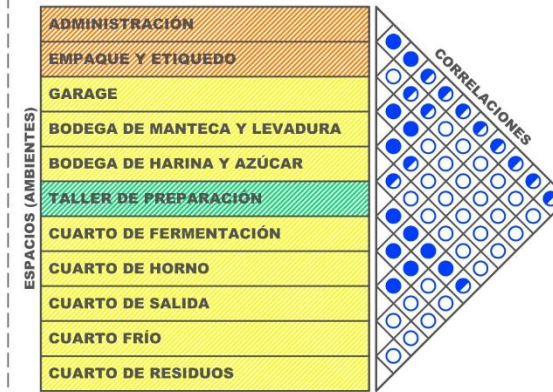 ESPACIOS (AMBIENTES)
ADMINISTRACIÓN
EMPAQUE Y ETIQUEDO
GARAGE
BODEGA DE MANTECA Y LEVADURA
BODEGA DE HARINA Y AZÚCAR
TALLER DE PREPARACIÓN
CUARTO DE FERMENTACIÓN
CUARTO DE HORNO
CUARTO DE SALIDA
CUARTO FRÍO
CUARTO DE RESIDUOS
CORRELACIONES